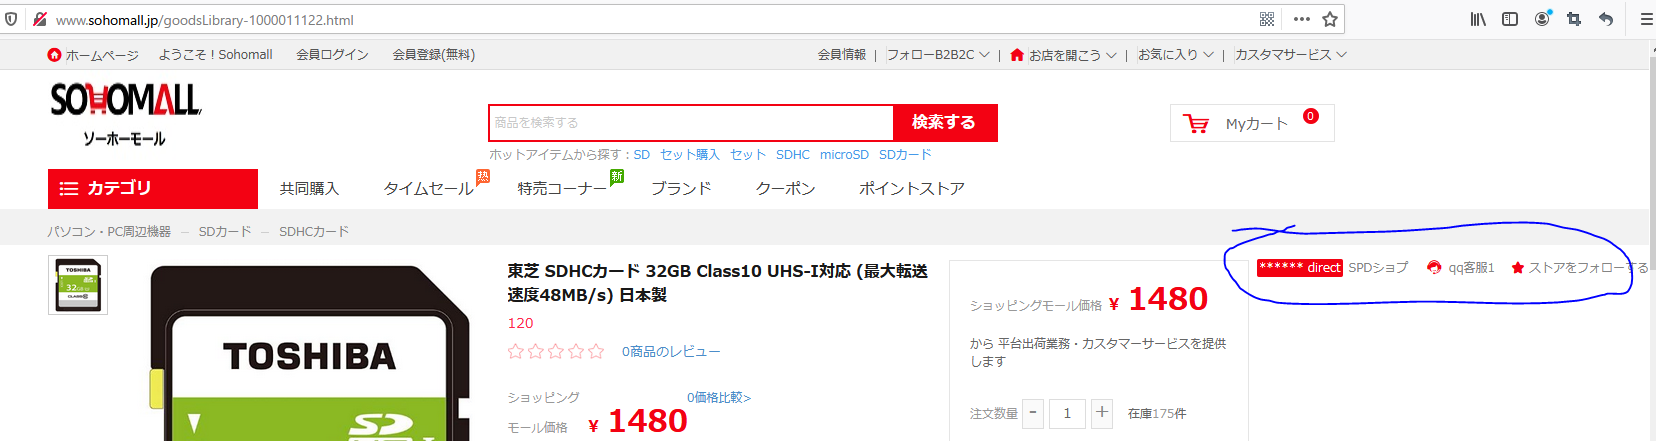 www.sohomall.jp/goodsLibrary-1000011122.html
ホームページ ようこそ！Sohomall 会員ログイン 会員登録(無料) 会員情報 | フォローB2B2C | お店を開こう | お気に入り | カスタマサービス
SOHOMALL
ソーホーモール
商品を検索する 検索する
Myカート 0
ホットアイテムから探す：SD セット購入 セット SDHC microSD SDカード
カテゴリ 共同購入 タイムセール 热 特売コーナー 新 ブランド クーポン ポイントストア
パソコン・PC周辺機器 － SDカード － SDHCカード
東芝 SDHCカード 32GB Class10 UHS-I対応 (最大転送
速度48MB/s) 日本製
120
0商品のレビュー
ショッピング 0価格比較>
モール価格 ¥ 1480
TOSHIBA
SD
ショッピングモール価格 ¥ 1480
から 平台出荷業務・カスタマーサービスを提供
します
注文数量 - 1 + 在庫175件
****** direct SPDショップ qq客服1 ストアをフォローする